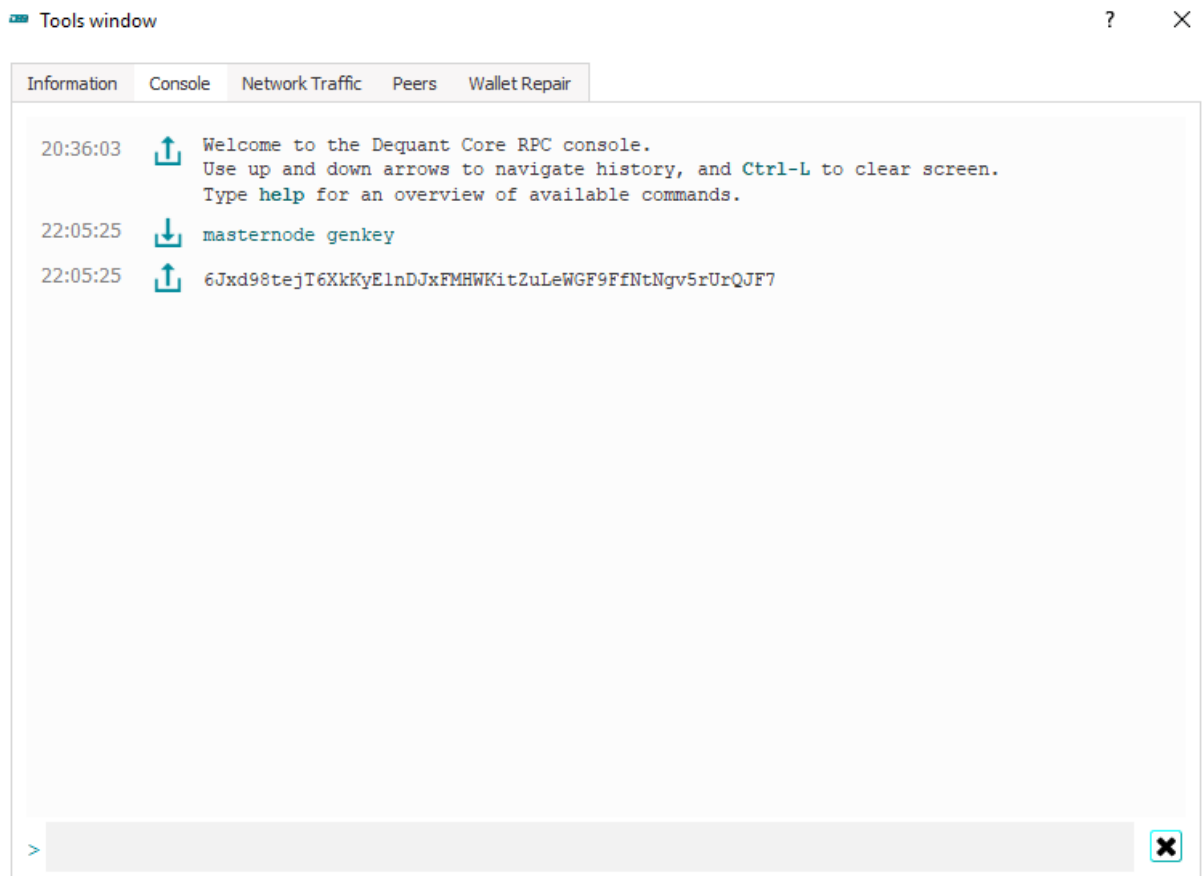 Tools window
?
Information Console Network Traffic Peers Wallet Repair
20:36:03 Welcome to the Dequant Core RPC console.
Use up and down arrows to navigate history, and Ctrl-L to clear screen.
Type help for an overview of available commands.
22:05:25 masternode genkey
22:05:25 6Jxd98tejT6XkKyE1nDJxFMHWKitZuLeWGF9FfNtNgv5rUrQJF7
>